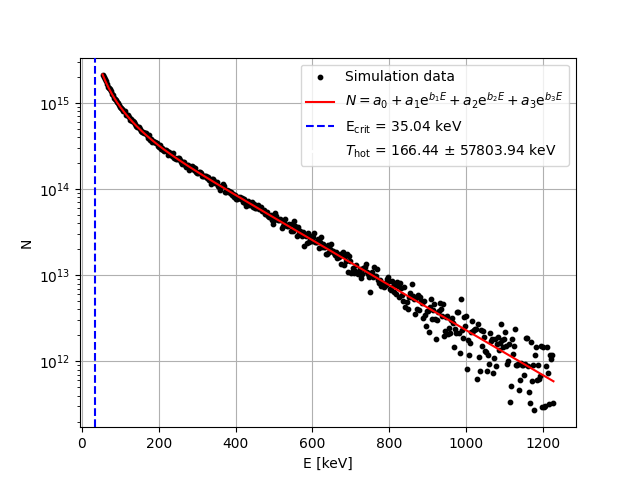 Simulation data
N = a₀ + a₁e^{b₁E} + a₂e^{b₂E} + a₃e^{b₃E}
E_crit = 35.04 keV
T_hot = 166.44 ± 57803.94 keV
N
10¹⁵
10¹⁴
10¹³
10¹²
0 200 400 600 800 1000 1200
E [keV]